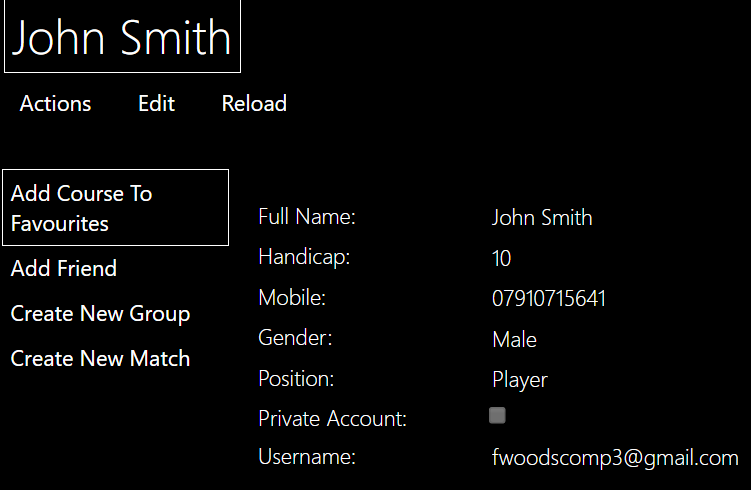 John Smith
Actions Edit Reload
Add Course To
Favourites
Add Friend
Create New Group
Create New Match
Full Name: John Smith
Handicap: 10
Mobile: 07910715641
Gender: Male
Position: Player
Private Account:
Username: fwoodscomp3@gmail.com